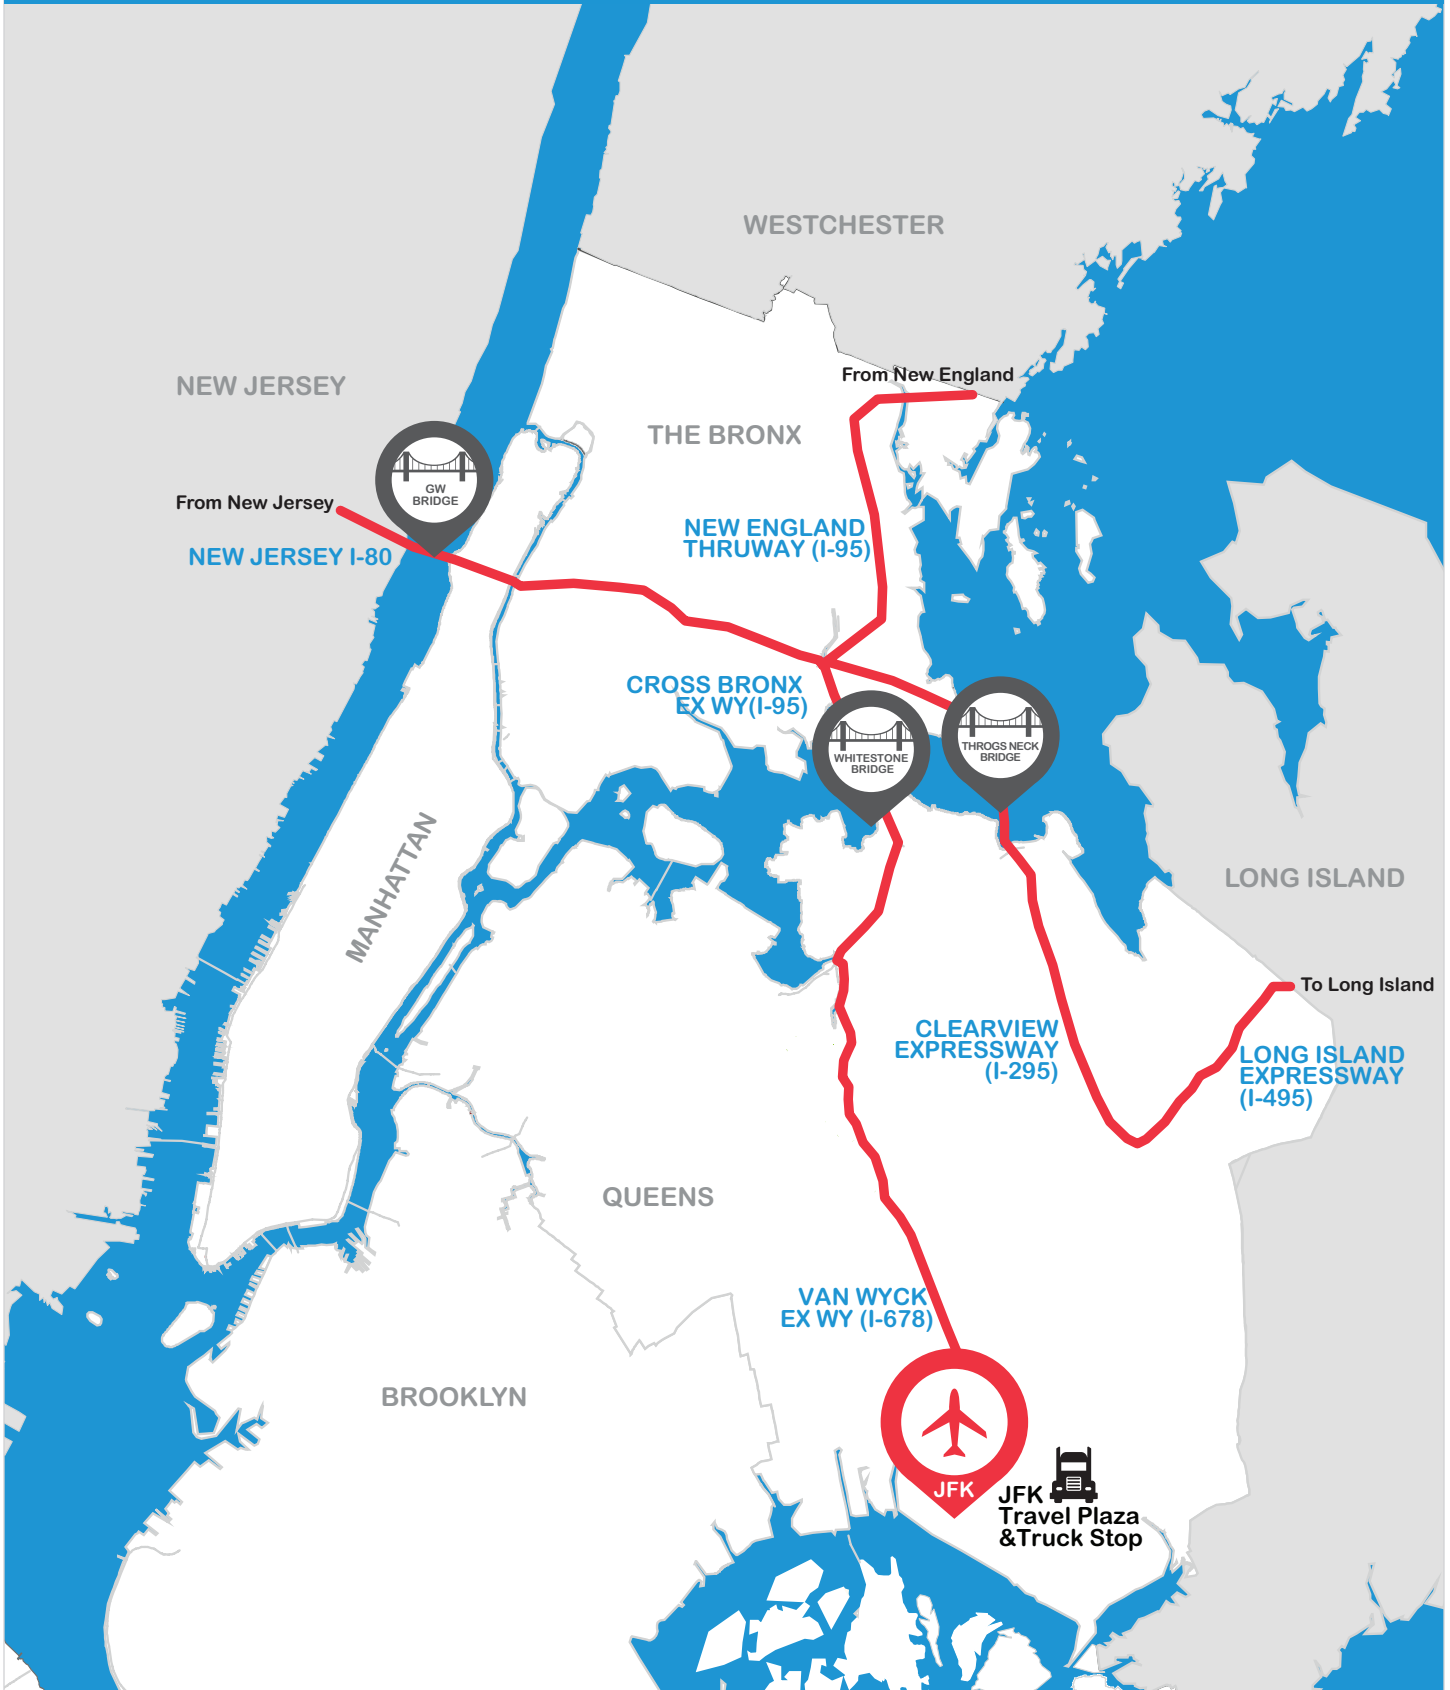 WESTCHESTER
From New England
NEW JERSEY
THE BRONX
GW
BRIDGE
From New Jersey
NEW ENGLAND
THRUWAY (I-95)
NEW JERSEY I-80
CROSS BRONX
EX WY(I-95)
WHITESTONE
BRIDGE
THROGS NECK
BRIDGE
MANHATTAN
LONG ISLAND
To Long Island
CLEARVIEW
EXPRESSWAY
(I-295)
LONG ISLAND
EXPRESSWAY
(I-495)
QUEENS
VAN WYCK
EX WY (I-678)
BROOKLYN
JFK
JFK
Travel Plaza
&Truck Stop